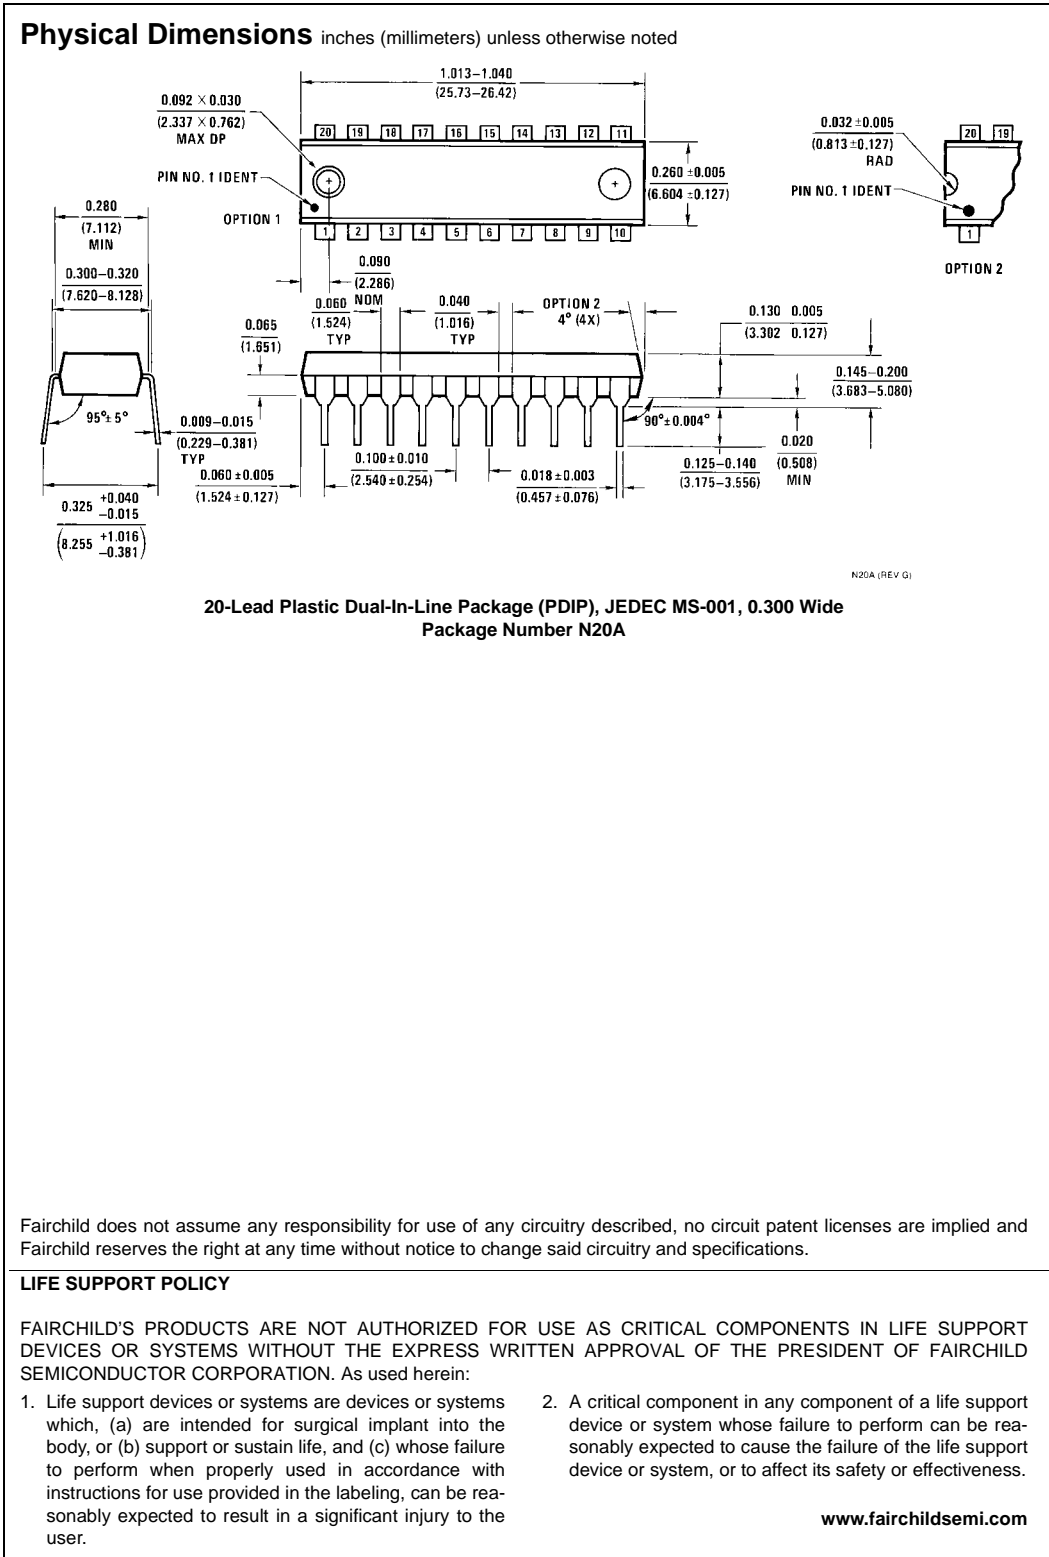 Physical Dimensions inches (millimeters) unless otherwise noted
1.013–1.040
(25.73–26.42)
0.092 × 0.030
(2.337 × 0.762)
MAX DP
20 19 18 17 16 15 14 13 12 11
0.032 ±0.005
(0.813 ±0.127)
RAD
20 19
PIN NO. 1 IDENT
0.260 ±0.005
(6.604 ±0.127)
PIN NO. 1 IDENT
OPTION 1
1 2 3 4 5 6 7 8 9 10
1
OPTION 2
0.280
(7.112)
MIN
0.090
(2.286)
NOM
0.300–0.320
(7.620–8.128)
0.065
(1.651)
0.060
(1.524)
TYP
0.040
(1.016)
TYP
OPTION 2
4° (4X)
0.130 0.005
(3.302 0.127)
0.145–0.200
(3.683–5.080)
95°± 5°
0.009–0.015
(0.229–0.381)
TYP
90°±0.004°
0.020
(0.508)
MIN
0.125–0.140
(3.175–3.556)
0.060 ±0.005
(1.524 ±0.127)
0.100±0.010
(2.540 ±0.254)
0.018 ±0.003
(0.457 ±0.076)
0.325 +0.040
–0.015
(8.255 +1.016
–0.381)
N20A (REV G)
20-Lead Plastic Dual-In-Line Package (PDIP), JEDEC MS-001, 0.300 Wide
Package Number N20A
Fairchild does not assume any responsibility for use of any circuitry described, no circuit patent licenses are implied and
Fairchild reserves the right at any time without notice to change said circuitry and specifications.
LIFE SUPPORT POLICY
FAIRCHILD'S PRODUCTS ARE NOT AUTHORIZED FOR USE AS CRITICAL COMPONENTS IN LIFE SUPPORT
DEVICES OR SYSTEMS WITHOUT THE EXPRESS WRITTEN APPROVAL OF THE PRESIDENT OF FAIRCHILD
SEMICONDUCTOR CORPORATION. As used herein:
1. Life support devices or systems are devices or systems
which, (a) are intended for surgical implant into the
body, or (b) support or sustain life, and (c) whose failure
to perform when properly used in accordance with
instructions for use provided in the labeling, can be rea-
sonably expected to result in a significant injury to the
user.
2. A critical component in any component of a life support
device or system whose failure to perform can be rea-
sonably expected to cause the failure of the life support
device or system, or to affect its safety or effectiveness.
www.fairchildsemi.com